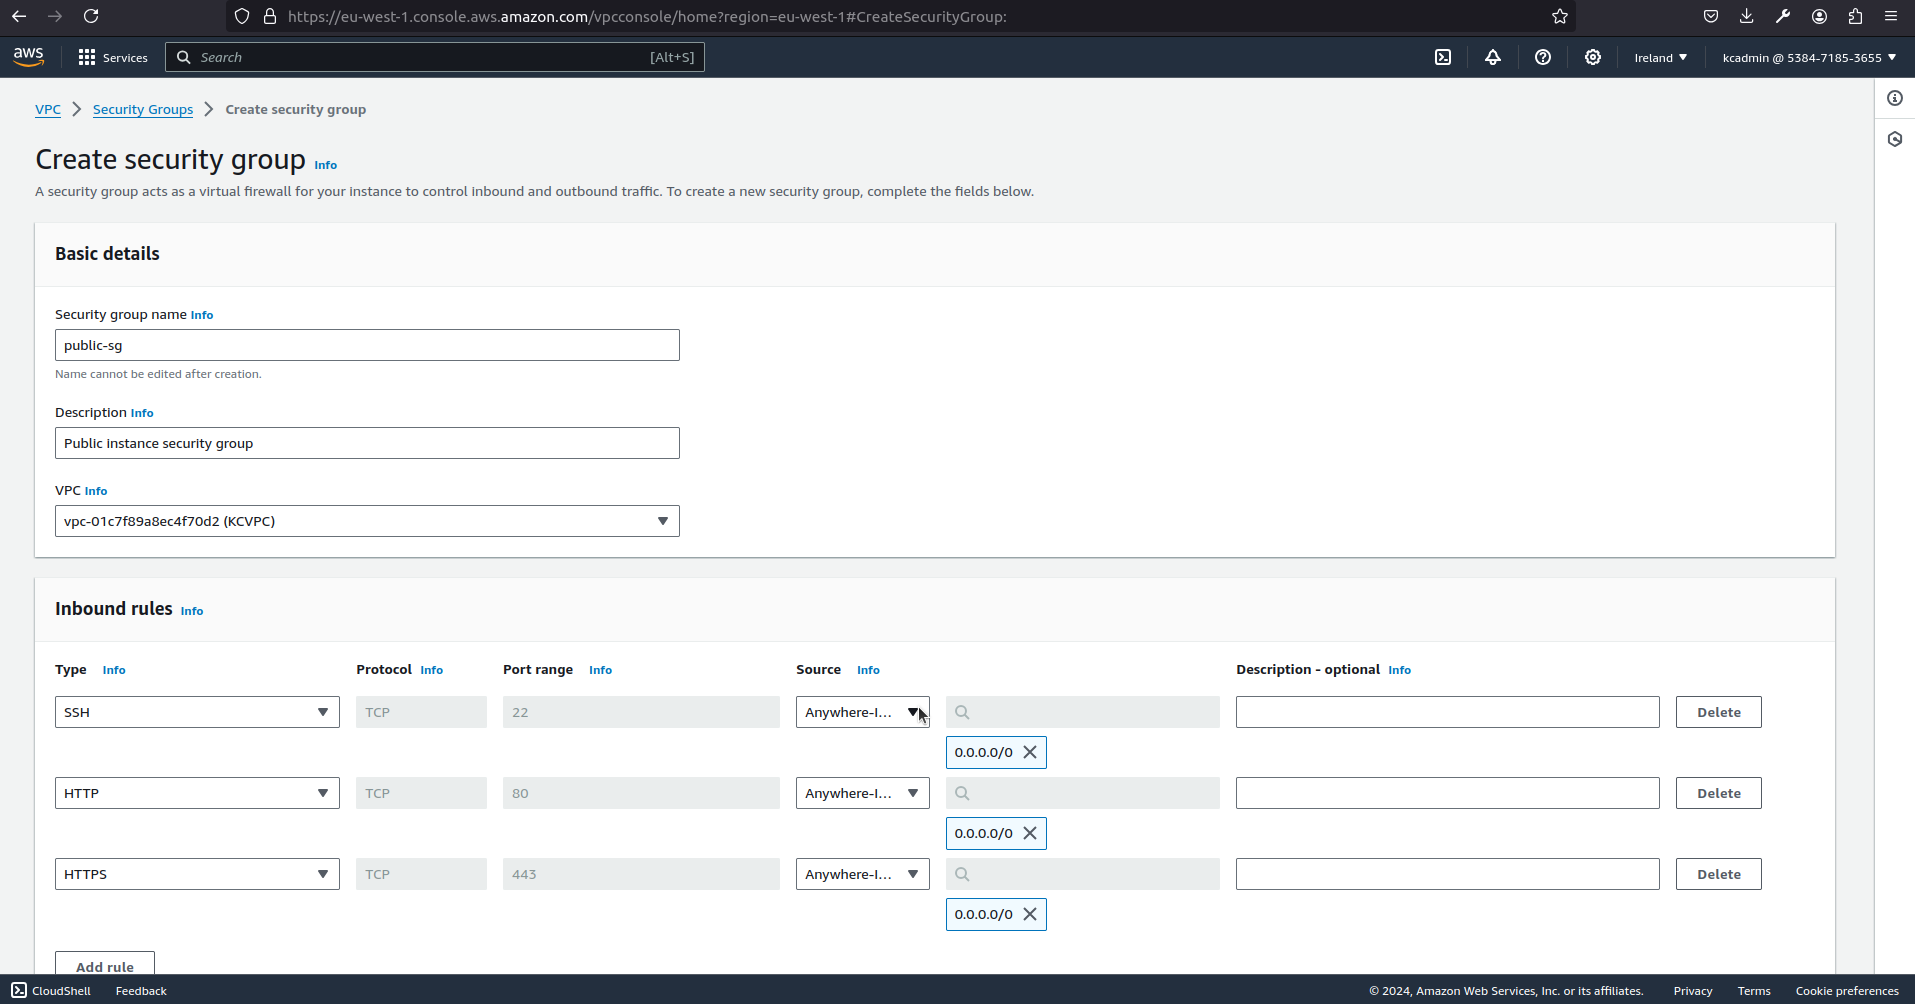 https://eu-west-1.console.aws.amazon.com/vpcconsole/home?region=eu-west-1#CreateSecurityGroup:
aws Services Search [Alt+S] Ireland kcadmin @ 5384-7185-3655
VPC Security Groups Create security group
Create security group Info
A security group acts as a virtual firewall for your instance to control inbound and outbound traffic. To create a new security group, complete the fields below.
Basic details
Security group name Info
public-sg
Name cannot be edited after creation.
Description Info
Public instance security group
VPC Info
vpc-01c7f89a8ec4f70d2 (KCVPC)
Inbound rules Info
Type Info Protocol Info Port range Info Source Info Description - optional Info
SSH TCP 22 Anywhere-I... Delete
0.0.0.0/0
HTTP TCP 80 Anywhere-I... Delete
0.0.0.0/0
HTTPS TCP 443 Anywhere-I... Delete
0.0.0.0/0
Add rule
CloudShell Feedback © 2024, Amazon Web Services, Inc. or its affiliates. Privacy Terms Cookie preferences